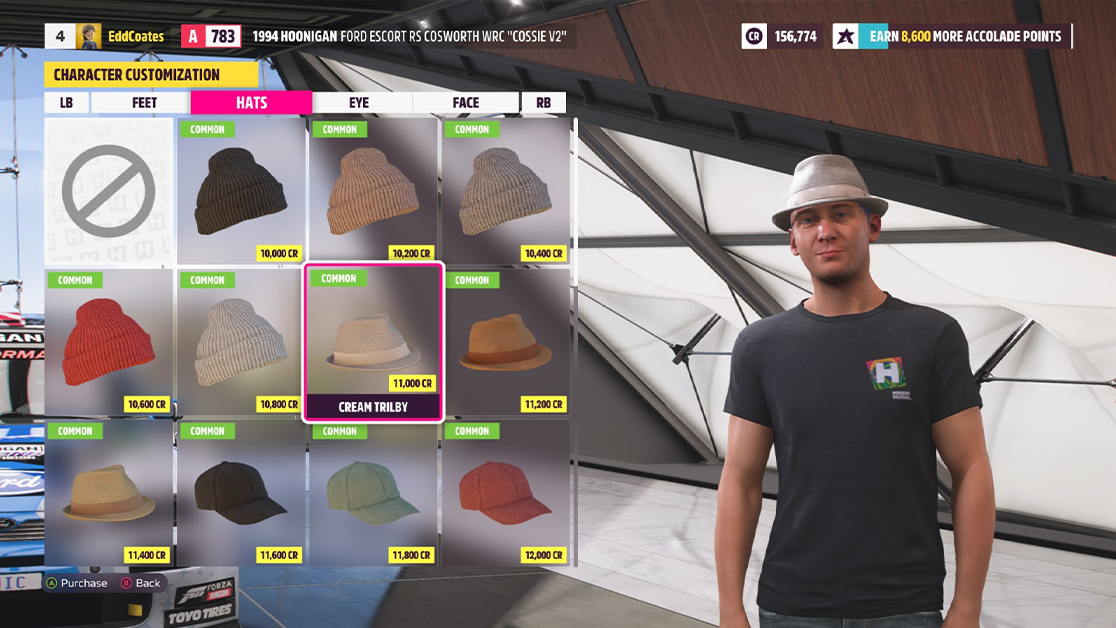 4 EddCoates A 783 1994 HOONIGAN FORD ESCORT RS COSWORTH WRC "COSSIE V2" CR 156,774 EARN 8,600 MORE ACCOLADE POINTS
CHARACTER CUSTOMIZATION
LB FEET HATS EYE FACE RB
COMMON COMMON COMMON
10,000 CR 10,200 CR 10,400 CR
COMMON COMMON COMMON COMMON
11,000 CR
10,600 CR 10,800 CR CREAM TRILBY 11,200 CR
COMMON COMMON COMMON COMMON
11,400 CR 11,600 CR 11,800 CR 12,000 CR
A Purchase B Back
FORZA
HORIZON
TOYO TIRES
H